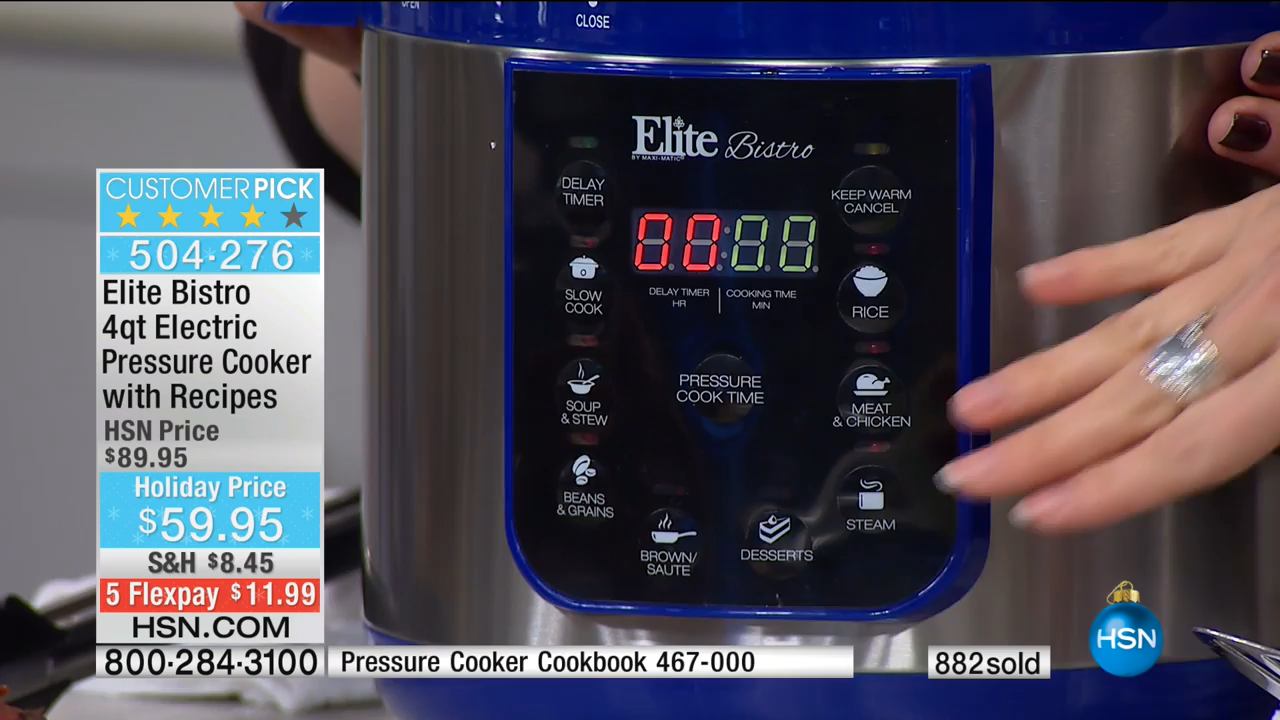 OPEN
CLOSE
CUSTOMER PICK
504·276
Elite Bistro
4qt Electric
Pressure Cooker
with Recipes
HSN Price
$89.95
Holiday Price
$59.95
S&H $8.45
5 Flexpay $11.99
HSN.COM
800·284·3100
Pressure Cooker Cookbook 467-000
882 sold
HSN
Elite Bistro
BY MAXI-MATIC®
DELAY
TIMER
KEEP WARM
CANCEL
DELAY TIMER
HR
COOKING TIME
MIN
SLOW
COOK
RICE
PRESSURE
COOK TIME
SOUP
& STEW
MEAT
& CHICKEN
BEANS
& GRAINS
STEAM
BROWN/
SAUTE
DESSERTS